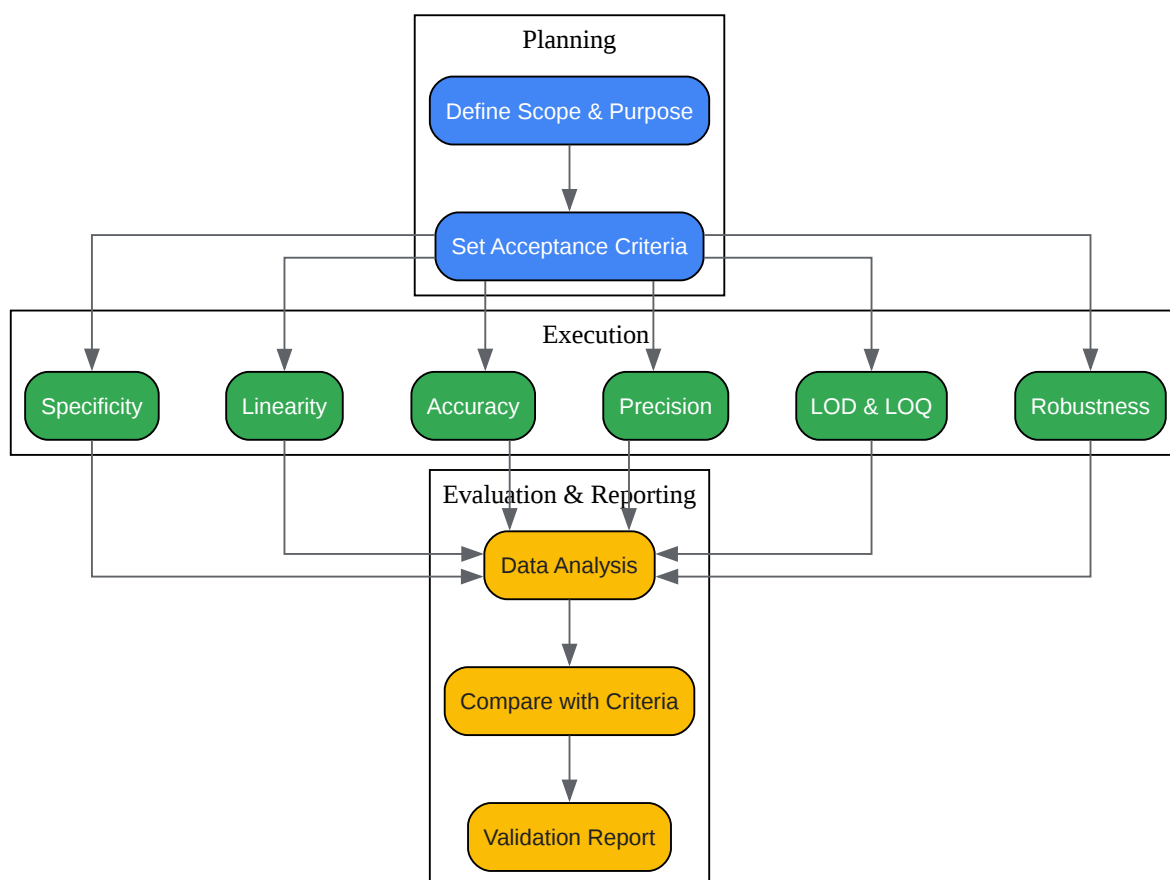 Planning
Define Scope & Purpose
Set Acceptance Criteria
Execution
Specificity
Linearity
Accuracy
Precision
LOD & LOQ
Robustness
Evaluation & Reporting
Data Analysis
Compare with Criteria
Validation Report